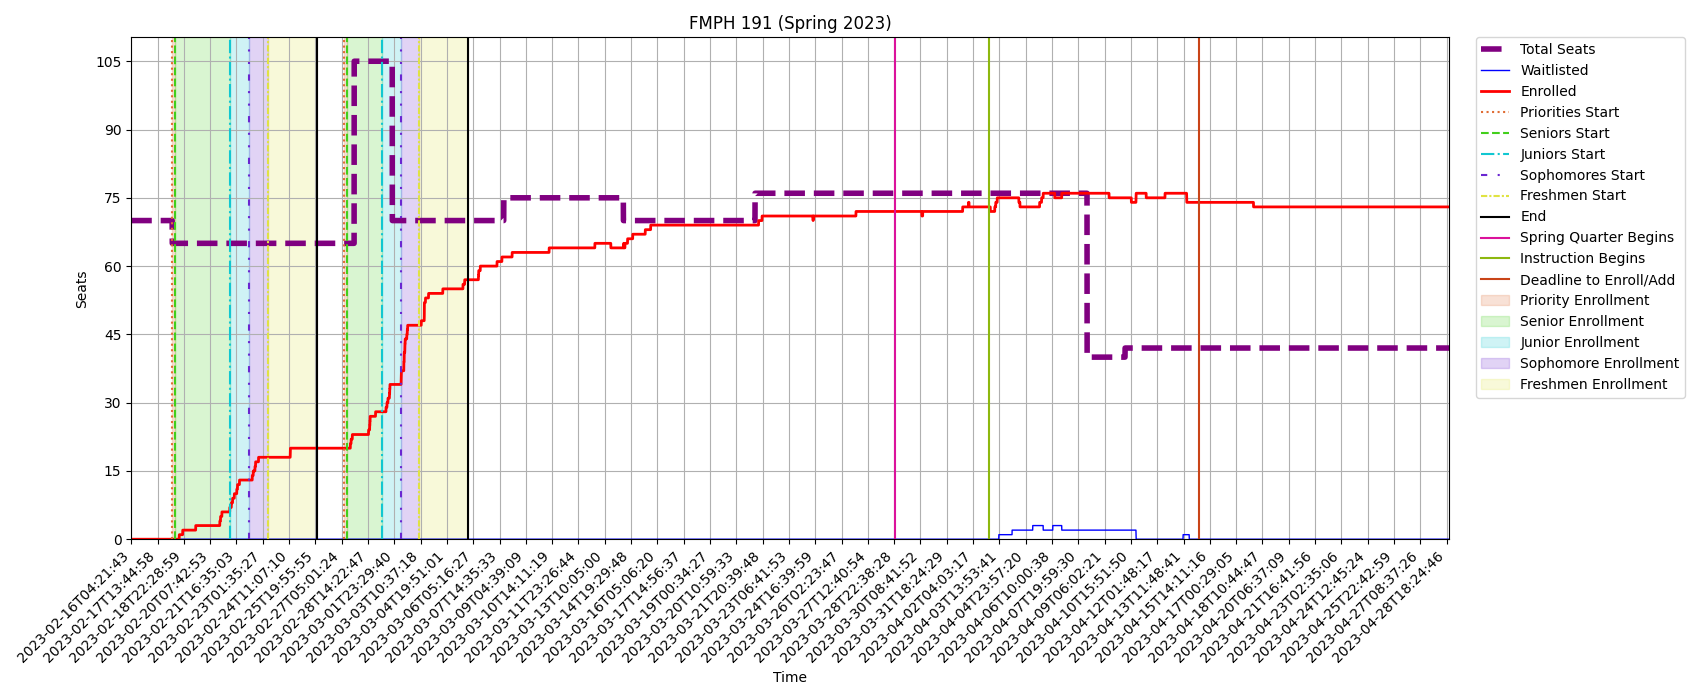 FMPH 191 (Spring 2023)
105
90
75
60
45
30
15
0
Seats
2023-02-16T04:21:43
2023-02-17T13:44:58
2023-02-18T22:28:59
2023-02-20T07:42:53
2023-02-21T16:35:03
2023-02-23T01:35:27
2023-02-24T11:07:10
2023-02-25T19:55:55
2023-02-27T05:01:24
2023-02-28T14:22:47
2023-03-01T23:29:40
2023-03-03T10:37:18
2023-03-04T19:51:01
2023-03-06T05:16:27
2023-03-07T14:35:33
2023-03-09T04:39:09
2023-03-10T14:11:19
2023-03-11T23:26:44
2023-03-13T10:05:00
2023-03-14T19:29:48
2023-03-16T05:06:20
2023-03-17T14:56:37
2023-03-19T00:34:27
2023-03-20T10:59:33
2023-03-21T20:39:48
2023-03-23T06:41:53
2023-03-24T16:39:59
2023-03-26T02:23:47
2023-03-27T12:40:54
2023-03-28T22:38:28
2023-03-30T08:41:52
2023-03-31T18:24:29
2023-04-02T04:03:17
2023-04-03T13:53:41
2023-04-04T23:57:20
2023-04-06T10:00:38
2023-04-07T19:59:30
2023-04-09T06:02:21
2023-04-10T15:51:50
2023-04-12T01:48:17
2023-04-13T11:48:41
2023-04-15T14:11:16
2023-04-17T00:29:05
2023-04-18T10:44:47
2023-04-20T06:37:09
2023-04-21T16:41:56
2023-04-23T02:35:06
2023-04-24T12:45:24
2023-04-25T22:42:59
2023-04-27T08:37:26
2023-04-28T18:24:46
Time
Total Seats
Waitlisted
Enrolled
Priorities Start
Seniors Start
Juniors Start
Sophomores Start
Freshmen Start
End
Spring Quarter Begins
Instruction Begins
Deadline to Enroll/Add
Priority Enrollment
Senior Enrollment
Junior Enrollment
Sophomore Enrollment
Freshmen Enrollment